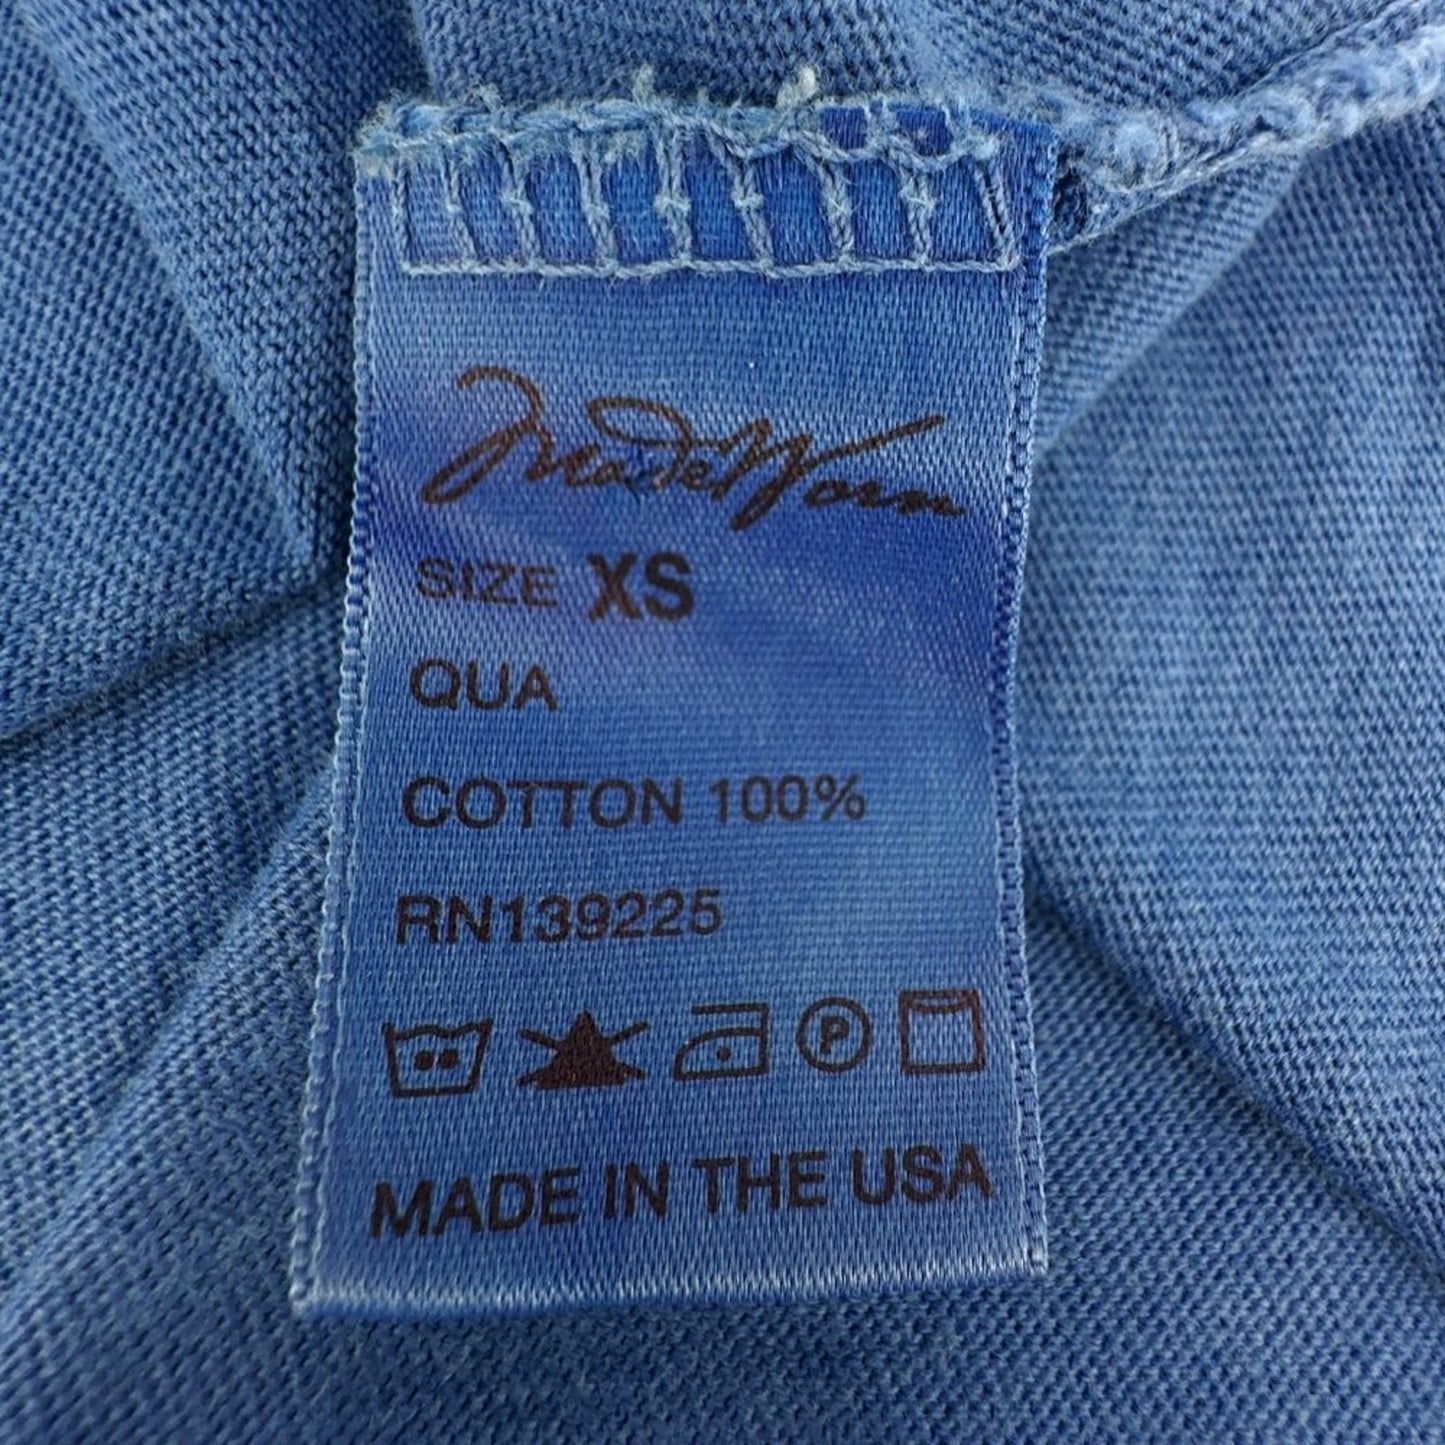 MadeWorn
SIZE XS
QUA
COTTON 100%
RN139225
P
MADE IN THE USA